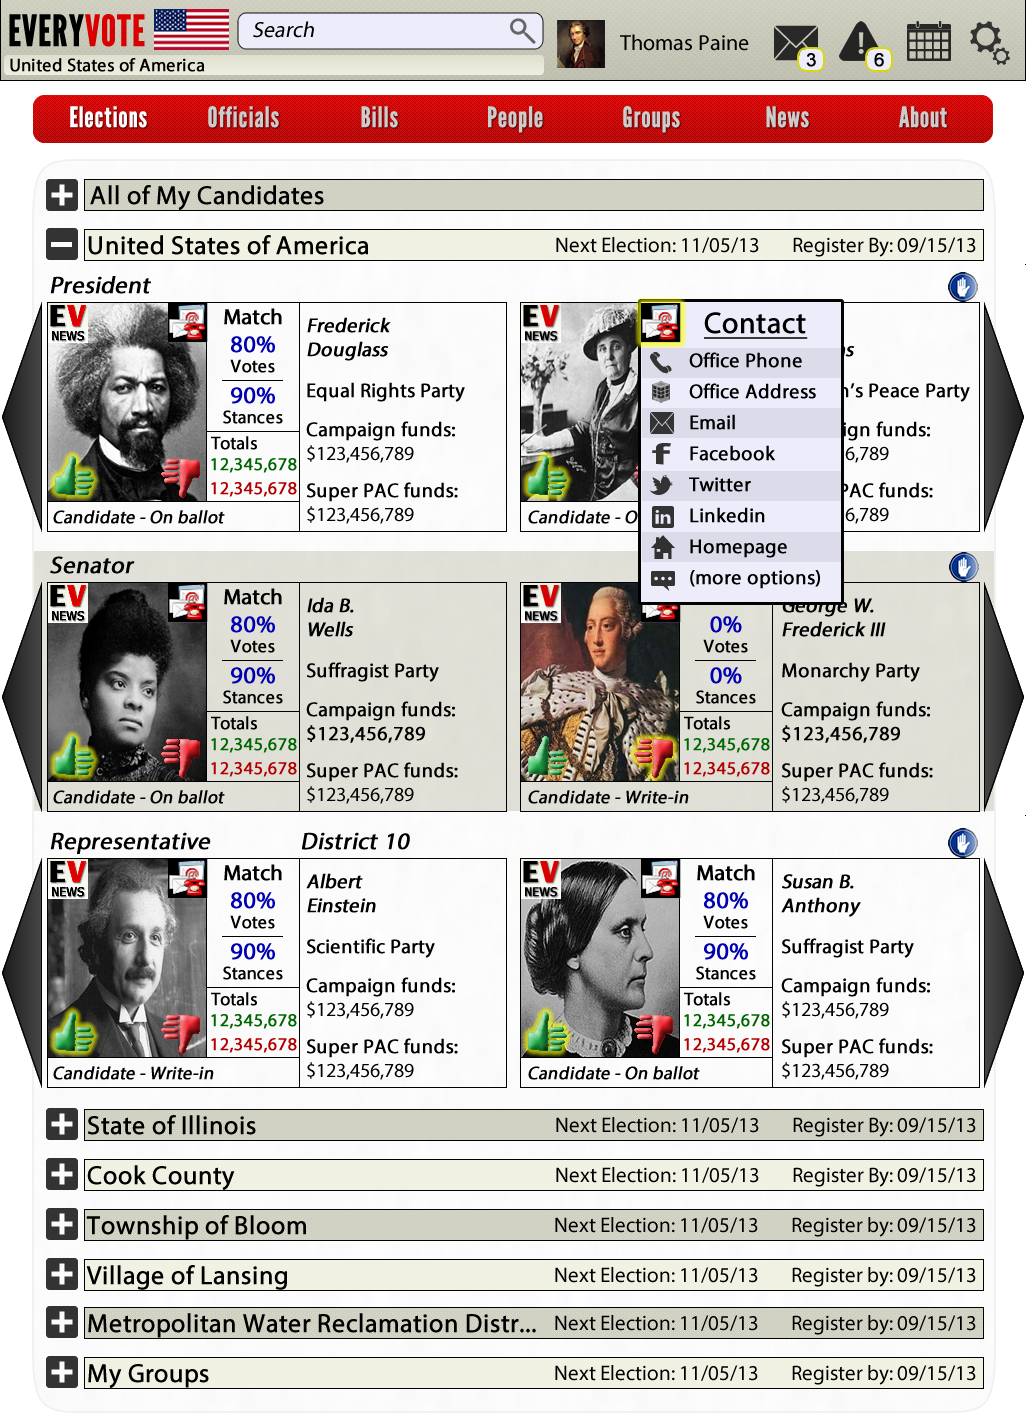 EVERYVOTE
Search
Thomas Paine
3
6
United States of America
Elections
Officials
Bills
People
Groups
News
About
All of My Candidates
United States of America
Next Election: 11/05/13
Register By: 09/15/13
President
EV
NEWS
Match
80%
Votes
90%
Stances
Totals
12,345,678
12,345,678
Candidate - On ballot
Frederick
Douglass
Equal Rights Party
Campaign funds:
$123,456,789
Super PAC funds:
$123,456,789
EV
NEWS
Candidate - O
Contact
Office Phone
Office Address
Email
Facebook
Twitter
Linkedin
Homepage
(more options)
's Peace Party
ign funds:
6,789
PAC funds:
6,789
Senator
EV
NEWS
Match
80%
Votes
90%
Stances
Totals
12,345,678
12,345,678
Candidate - On ballot
Ida B.
Wells
Suffragist Party
Campaign funds:
$123,456,789
Super PAC funds:
$123,456,789
EV
NEWS
0%
Votes
0%
Stances
Totals
12,345,678
12,345,678
Candidate - Write-in
George W.
Frederick III
Monarchy Party
Campaign funds:
$123,456,789
Super PAC funds:
$123,456,789
Representative
District 10
EV
NEWS
Match
80%
Votes
90%
Stances
Totals
12,345,678
12,345,678
Candidate - Write-in
Albert
Einstein
Scientific Party
Campaign funds:
$123,456,789
Super PAC funds:
$123,456,789
EV
NEWS
Match
80%
Votes
90%
Stances
Totals
12,345,678
12,345,678
Candidate - On ballot
Susan B.
Anthony
Suffragist Party
Campaign funds:
$123,456,789
Super PAC funds:
$123,456,789
State of Illinois
Next Election: 11/05/13
Register By: 09/15/13
Cook County
Next Election: 11/05/13
Register By: 09/15/13
Township of Bloom
Next Election: 11/05/13
Register by: 09/15/13
Village of Lansing
Next Election: 11/05/13
Register by: 09/15/13
Metropolitan Water Reclamation Distr...
Next Election: 11/05/13
Register by: 09/15/13
My Groups
Next Election: 11/05/13
Register by: 09/15/13